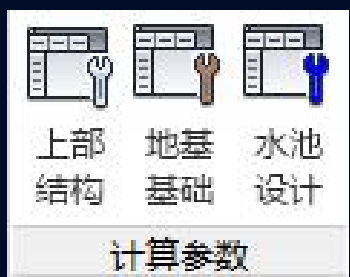 上部 地基 水池
结构 基础 设计
计算参数